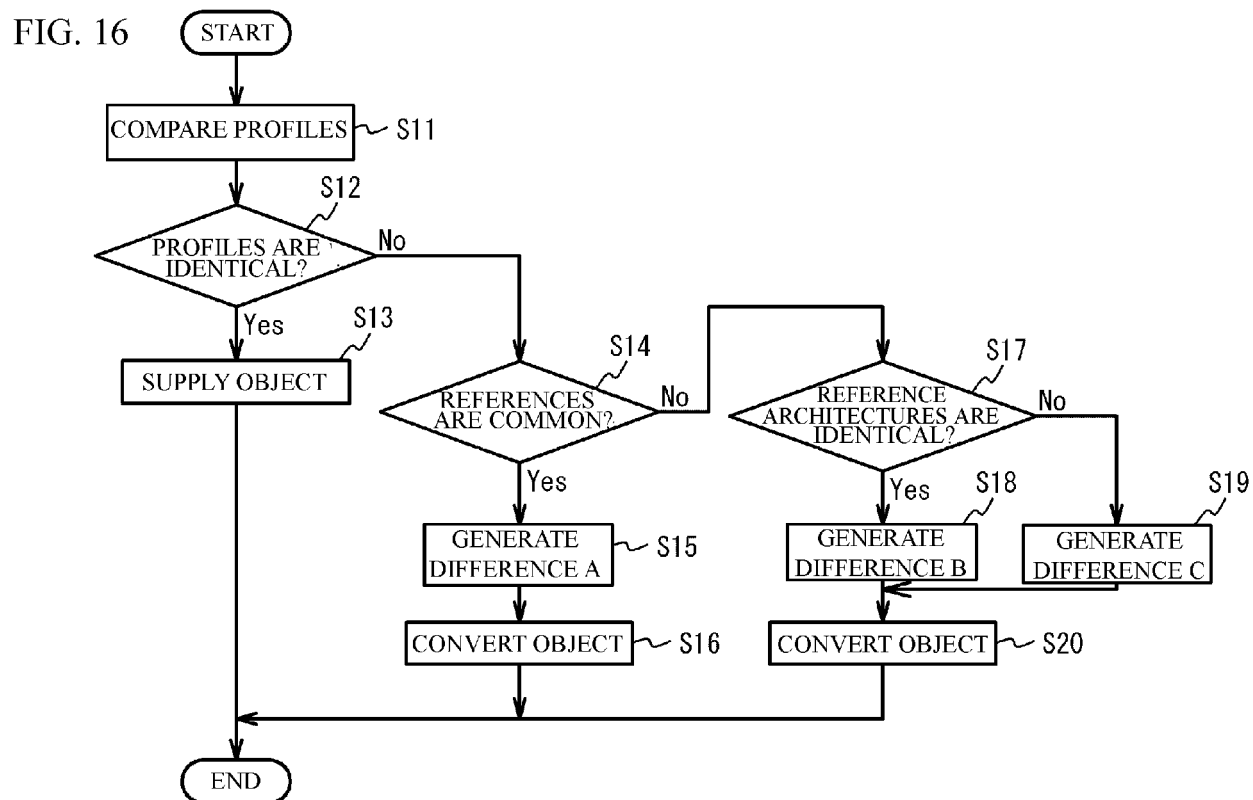 FIG. 16
START
COMPARE PROFILES
S11
S12
PROFILES ARE
IDENTICAL?
No
Yes
S13
SUPPLY OBJECT
S14
REFERENCES
ARE COMMON?
No
Yes
S17
REFERENCE
ARCHITECTURES ARE
IDENTICAL?
No
Yes
GENERATE
DIFFERENCE A
S15
S18
GENERATE
DIFFERENCE B
S19
GENERATE
DIFFERENCE C
CONVERT OBJECT
S16
CONVERT OBJECT
S20
END